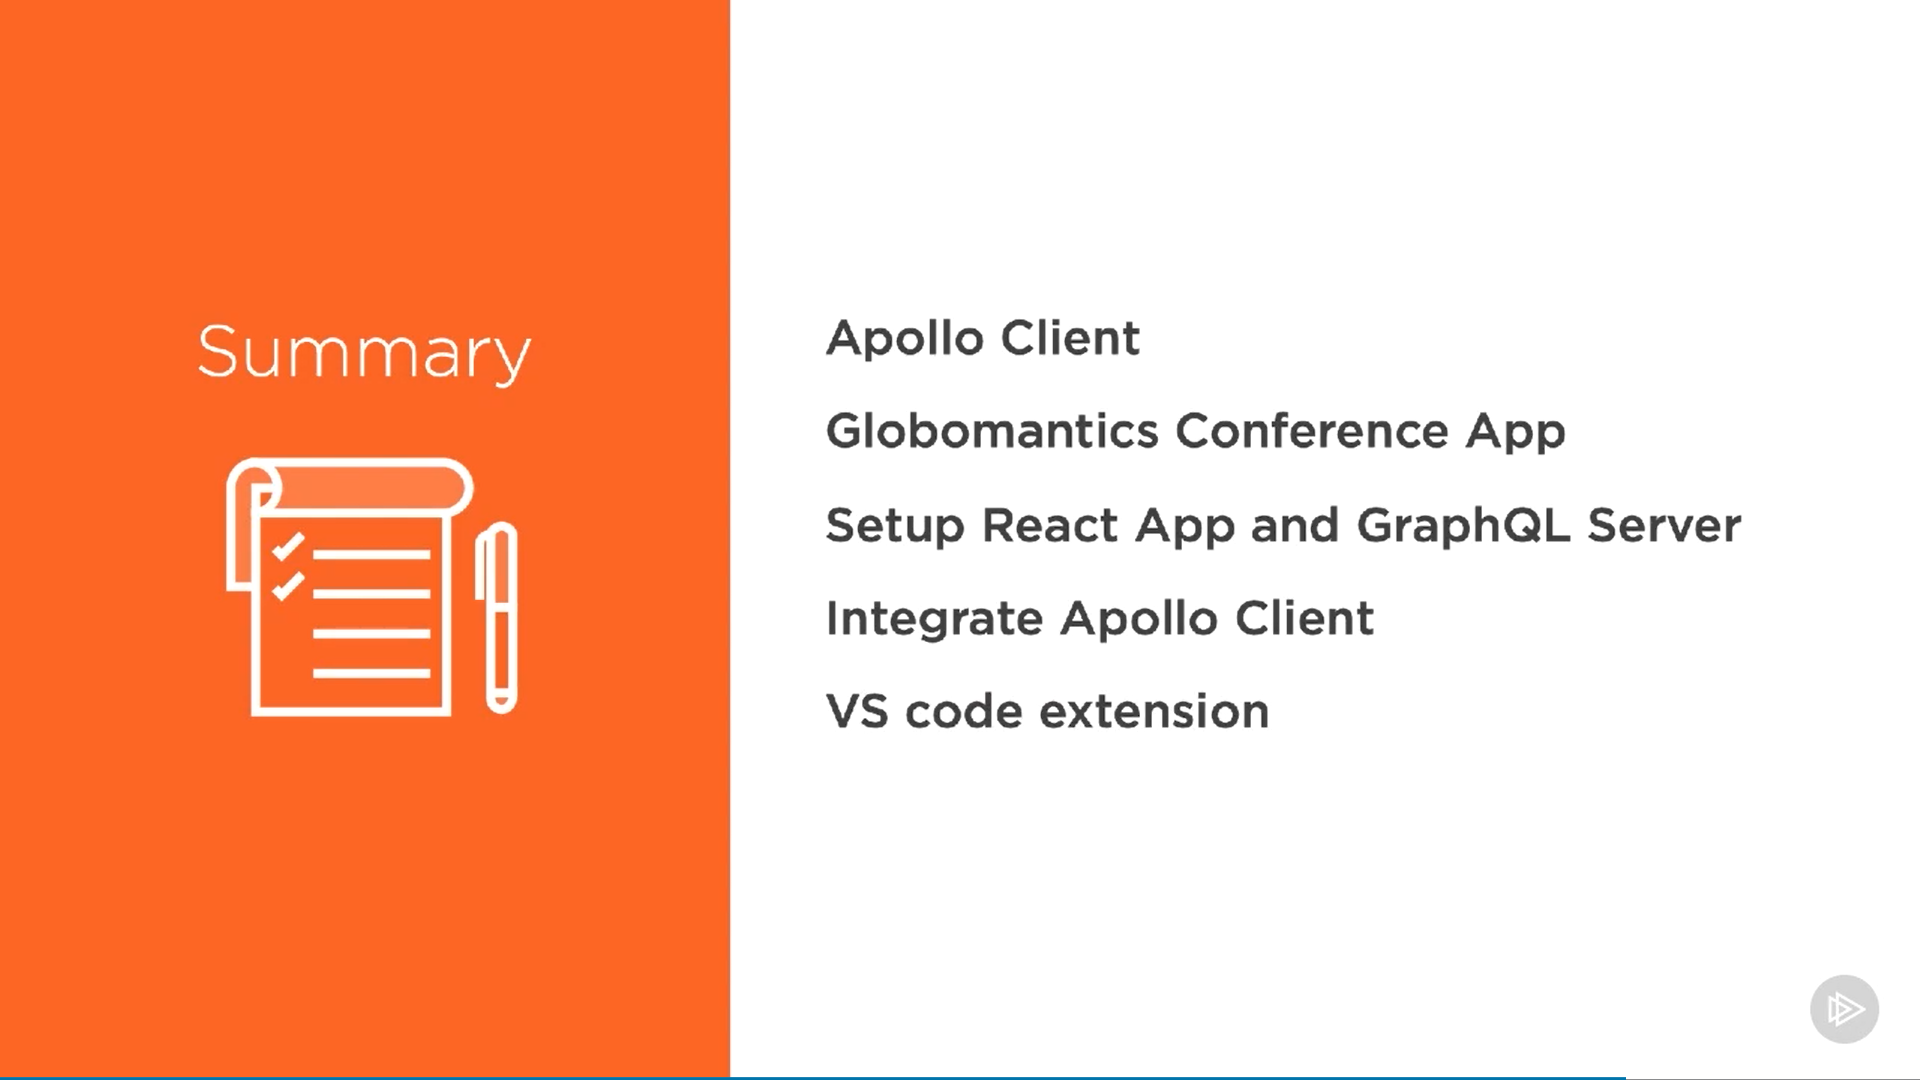 Summary
Apollo Client
Globomantics Conference App
Setup React App and GraphQL Server
Integrate Apollo Client
VS code extension